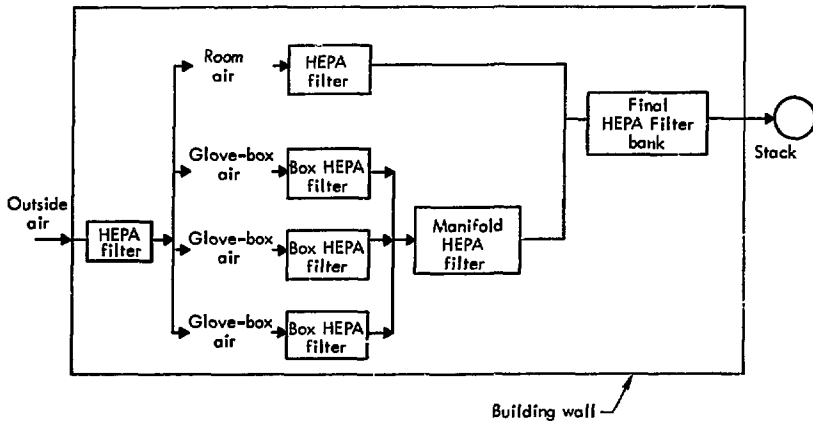 Outside
air
HEPA
filter
Room
air
HEPA
filter
Glove-box
air
Box HEPA
filter
Glove-box
air
Box HEPA
filter
Glove-box
air
Box HEPA
filter
Manifold
HEPA
filter
Final
HEPA Filter
bank
Stack
Building wall